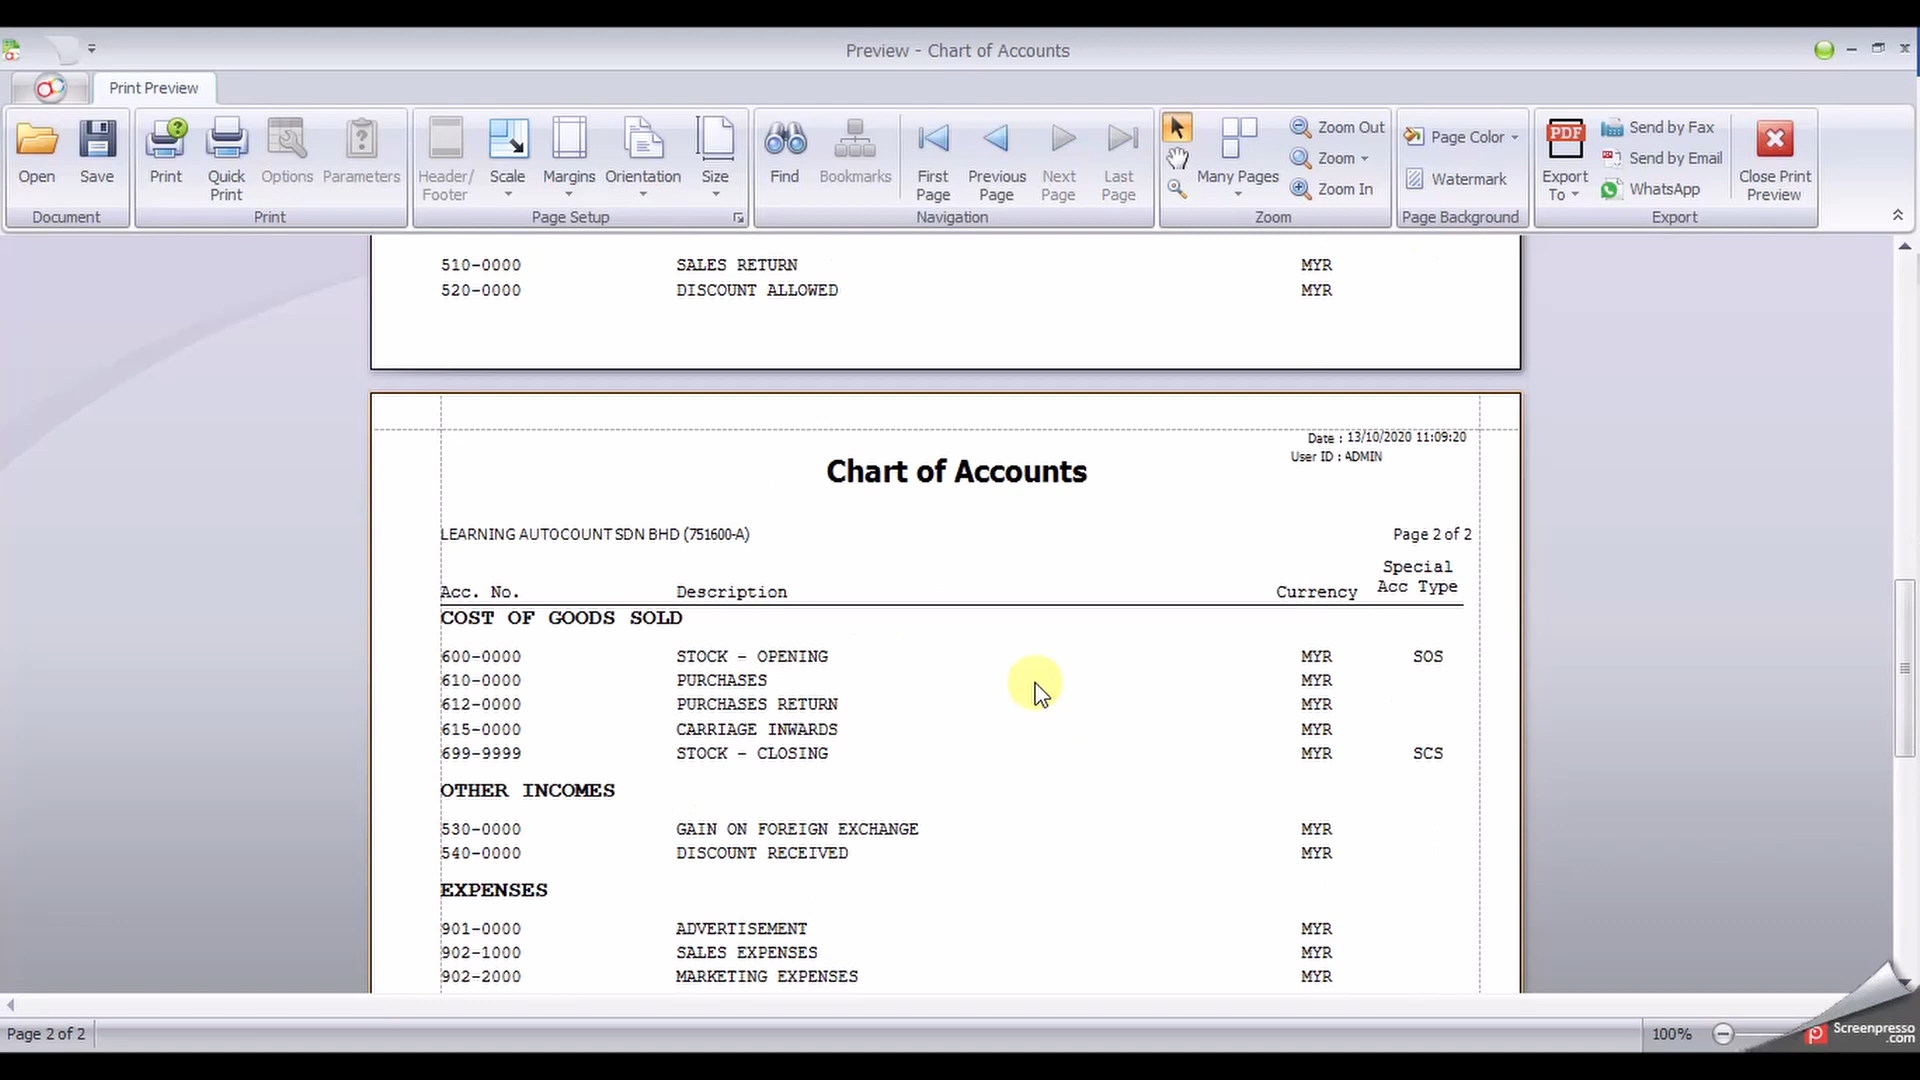 Preview - Chart of Accounts
Print Preview
Open Save Print Quick Print Options Parameters Header/ Footer Scale Margins Orientation Size Find Bookmarks First Page Previous Page Next Page Last Page Many Pages Zoom Out Zoom Zoom In Page Color Watermark PDF Export To Send by Fax Send by Email WhatsApp Close Print Preview
Document Print Page Setup Navigation Zoom Page Background Export
510-0000 SALES RETURN MYR
520-0000 DISCOUNT ALLOWED MYR
Date : 13/10/2020 11:09:20
User ID : ADMIN
Chart of Accounts
LEARNING AUTOCOUNT SDN BHD (751600-A) Page 2 of 2
Acc. No. Description Currency Special Acc Type
COST OF GOODS SOLD
600-0000 STOCK - OPENING MYR SOS
610-0000 PURCHASES MYR
612-0000 PURCHASES RETURN MYR
615-0000 CARRIAGE INWARDS MYR
699-9999 STOCK - CLOSING MYR SCS
OTHER INCOMES
530-0000 GAIN ON FOREIGN EXCHANGE MYR
540-0000 DISCOUNT RECEIVED MYR
EXPENSES
901-0000 ADVERTISEMENT MYR
902-1000 SALES EXPENSES MYR
902-2000 MARKETING EXPENSES MYR
Page 2 of 2 100%
Screenpresso
.com